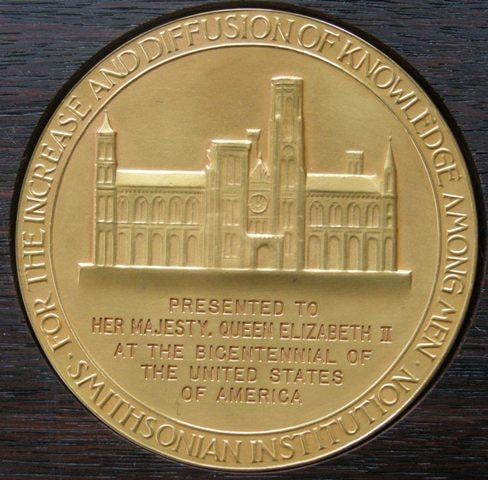 FOR THE INCREASE AND DIFFUSION OF KNOWLEDGE AMONG MEN
PRESENTED TO
HER MAJESTY, QUEEN ELIZABETH II
AT THE BICENTENNIAL OF
THE UNITED STATES
OF AMERICA
· SMITHSONIAN INSTITUTION ·